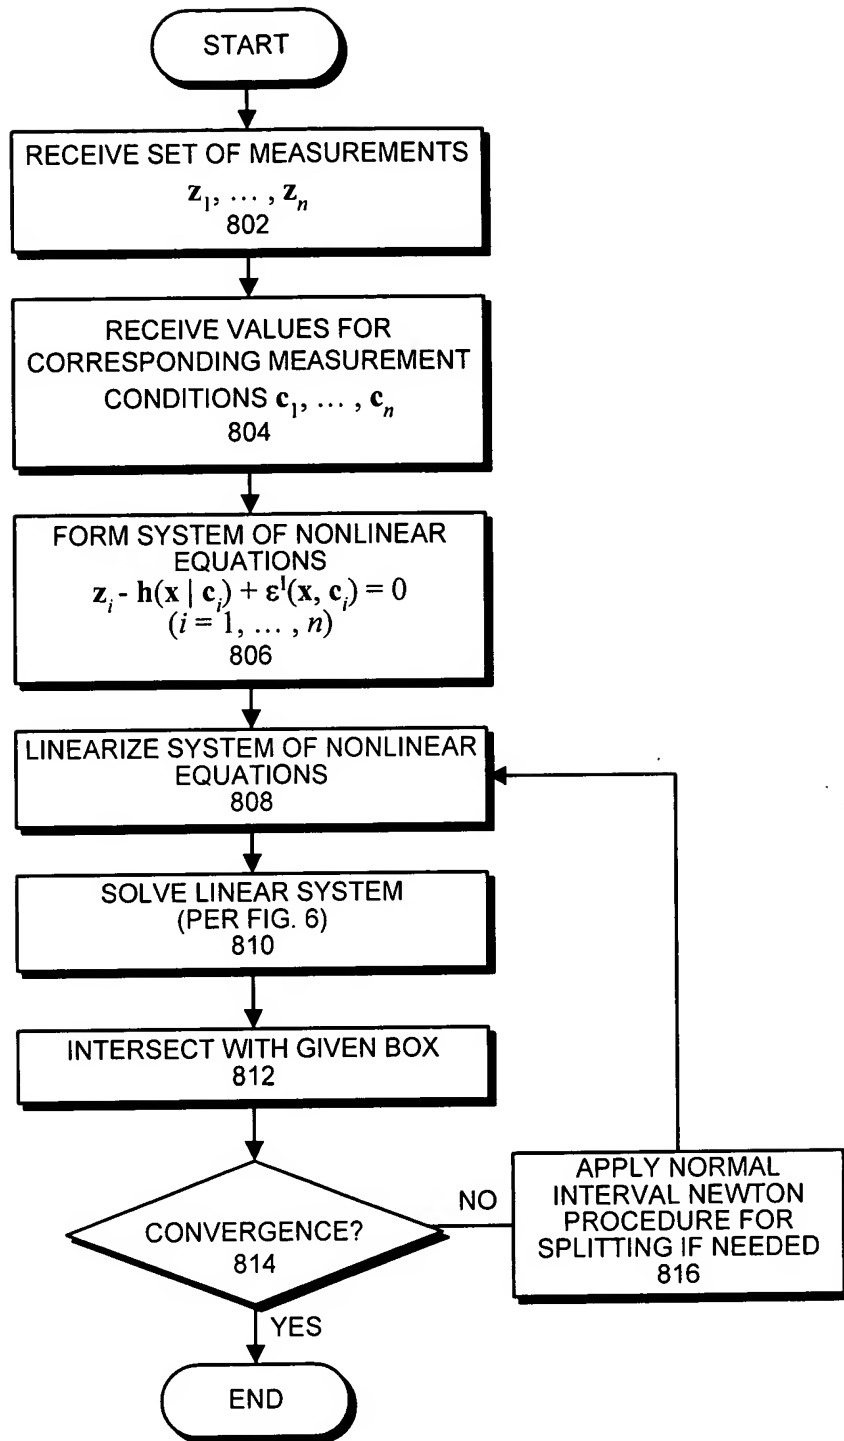 START
RECEIVE SET OF MEASUREMENTS
z₁, … , zₙ
802
RECEIVE VALUES FOR
CORRESPONDING MEASUREMENT
CONDITIONS c₁, … , cₙ
804
FORM SYSTEM OF NONLINEAR
EQUATIONS
zᵢ - h(x | cᵢ) + εᴵ(x, cᵢ) = 0
(i = 1, … , n)
806
LINEARIZE SYSTEM OF NONLINEAR
EQUATIONS
808
SOLVE LINEAR SYSTEM
(PER FIG. 6)
810
INTERSECT WITH GIVEN BOX
812
CONVERGENCE?
814
NO
APPLY NORMAL
INTERVAL NEWTON
PROCEDURE FOR
SPLITTING IF NEEDED
816
YES
END